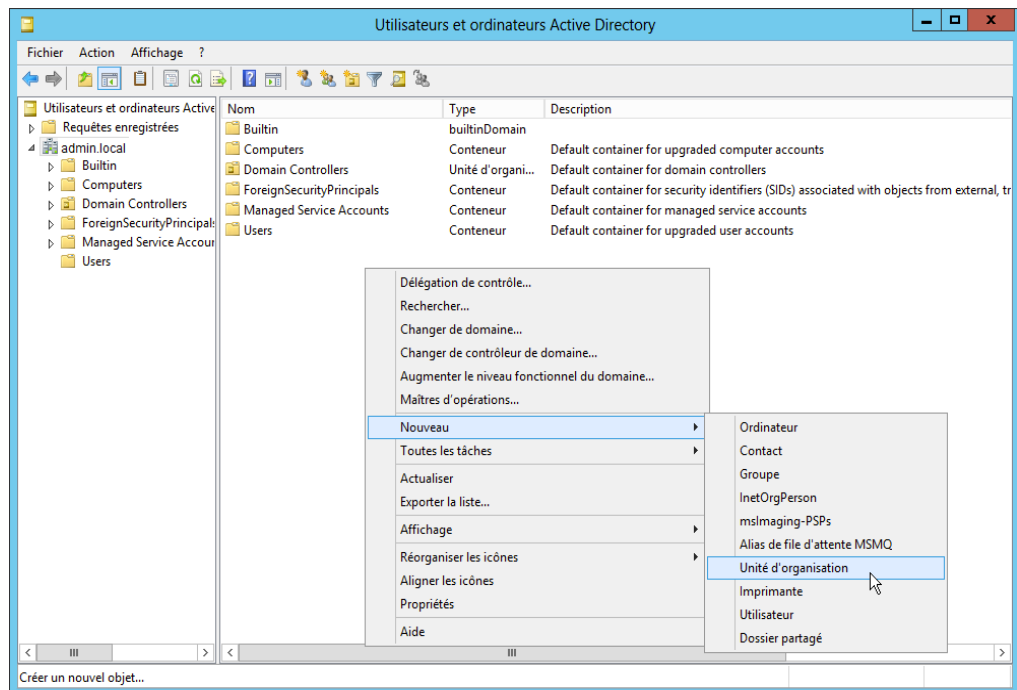 Utilisateurs et ordinateurs Active Directory
Fichier Action Affichage ?
Utilisateurs et ordinateurs Active
Requêtes enregistrées
admin.local
Builtin
Computers
Domain Controllers
ForeignSecurityPrincipals
Managed Service Accour
Users
Nom Type Description
Builtin builtinDomain
Computers Conteneur Default container for upgraded computer accounts
Domain Controllers Unité d'organi... Default container for domain controllers
ForeignSecurityPrincipals Conteneur Default container for security identifiers (SIDs) associated with objects from external, tr
Managed Service Accounts Conteneur Default container for managed service accounts
Users Conteneur Default container for upgraded user accounts
Délégation de contrôle...
Rechercher...
Changer de domaine...
Changer de contrôleur de domaine...
Augmenter le niveau fonctionnel du domaine...
Maîtres d'opérations...
Nouveau
Toutes les tâches
Actualiser
Exporter la liste...
Affichage
Réorganiser les icônes
Aligner les icônes
Propriétés
Aide
Ordinateur
Contact
Groupe
InetOrgPerson
msImaging-PSPs
Alias de file d'attente MSMQ
Unité d'organisation
Imprimante
Utilisateur
Dossier partagé
Créer un nouvel objet...